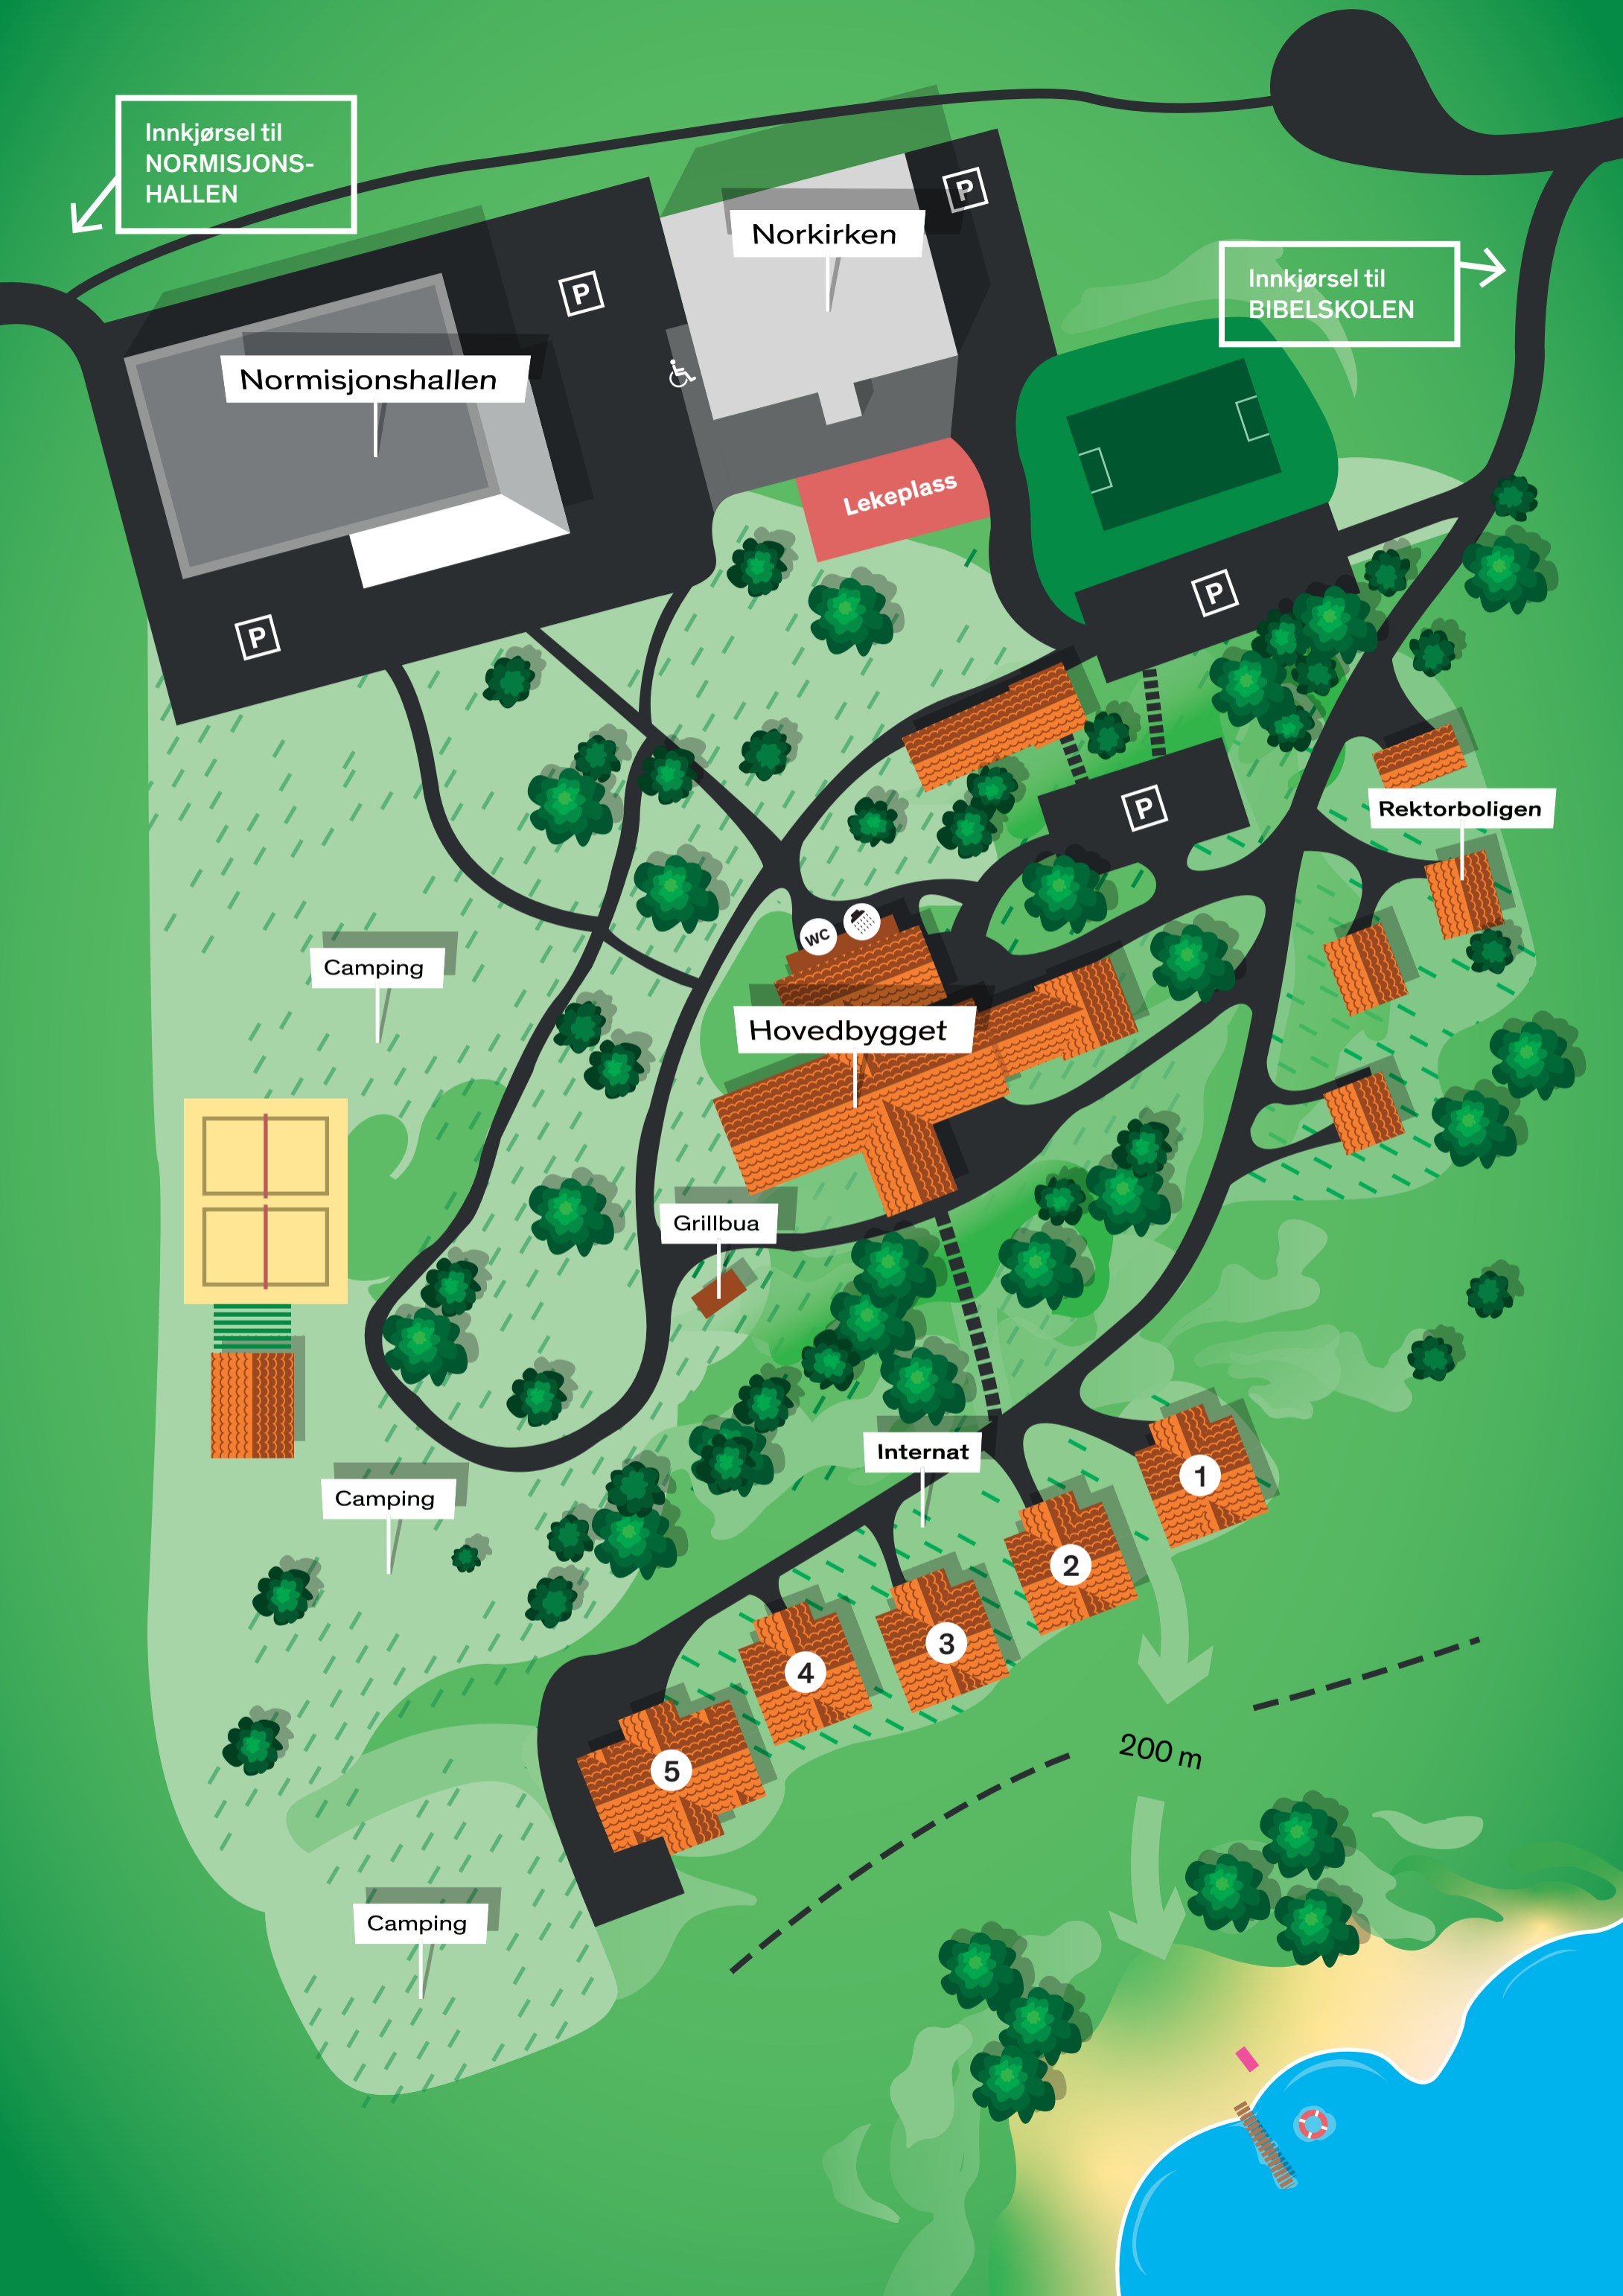 Innkjørsel til
NORMISJONS-
HALLEN
P
Norkirken
P
Innkjørsel til
BIBELSKOLEN
Normisjonshallen
Lekeplass
P
P
P
Rektorboligen
WC
Camping
Hovedbygget
Grillbua
Internat
1
Camping
2
3
4
5
200 m
Camping